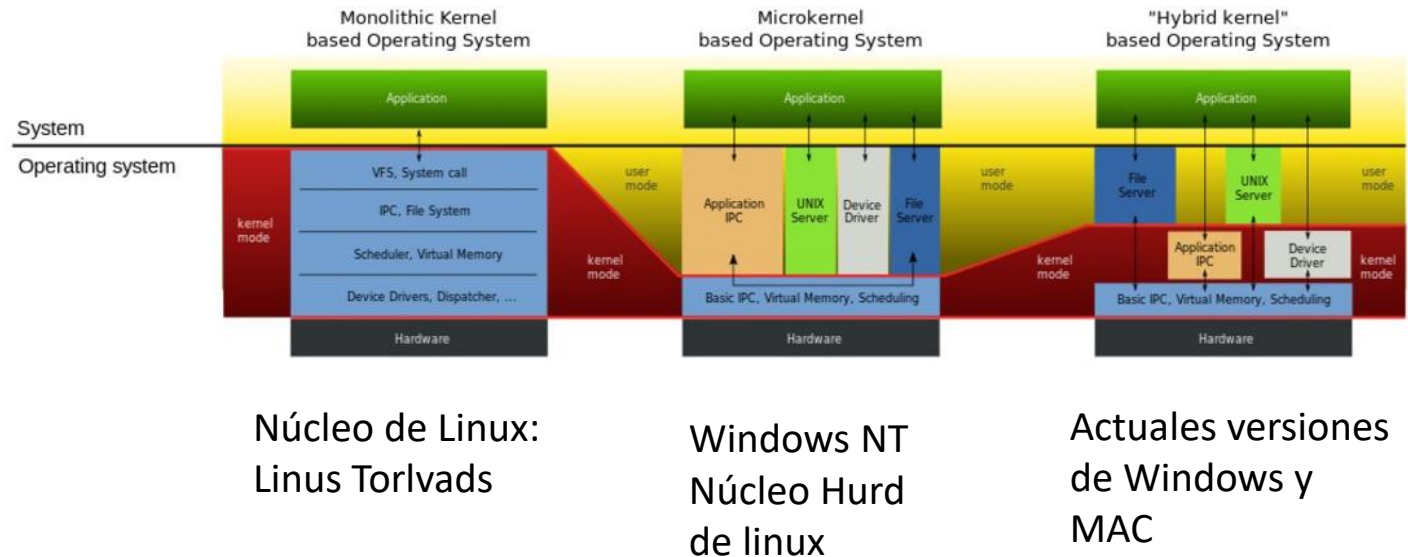 Monolithic Kernel
based Operating System
Microkernel
based Operating System
"Hybrid kernel"
based Operating System
System
Operating system
Application
VFS, System call
IPC, File System
Scheduler, Virtual Memory
Device Drivers, Dispatcher, ...
Hardware
kernel
mode
user
mode
kernel
mode
Application
Application
IPC
UNIX
Server
Device
Driver
File
Server
Basic IPC, Virtual Memory, Scheduling
Hardware
user
mode
kernel
mode
Application
File
Server
UNIX
Server
Application
IPC
Device
Driver
Basic IPC, Virtual Memory, Scheduling
Hardware
user
mode
kernel
mode
Núcleo de Linux:
Linus Torlvads
Windows NT
Núcleo Hurd
de linux
Actuales versiones
de Windows y
MAC